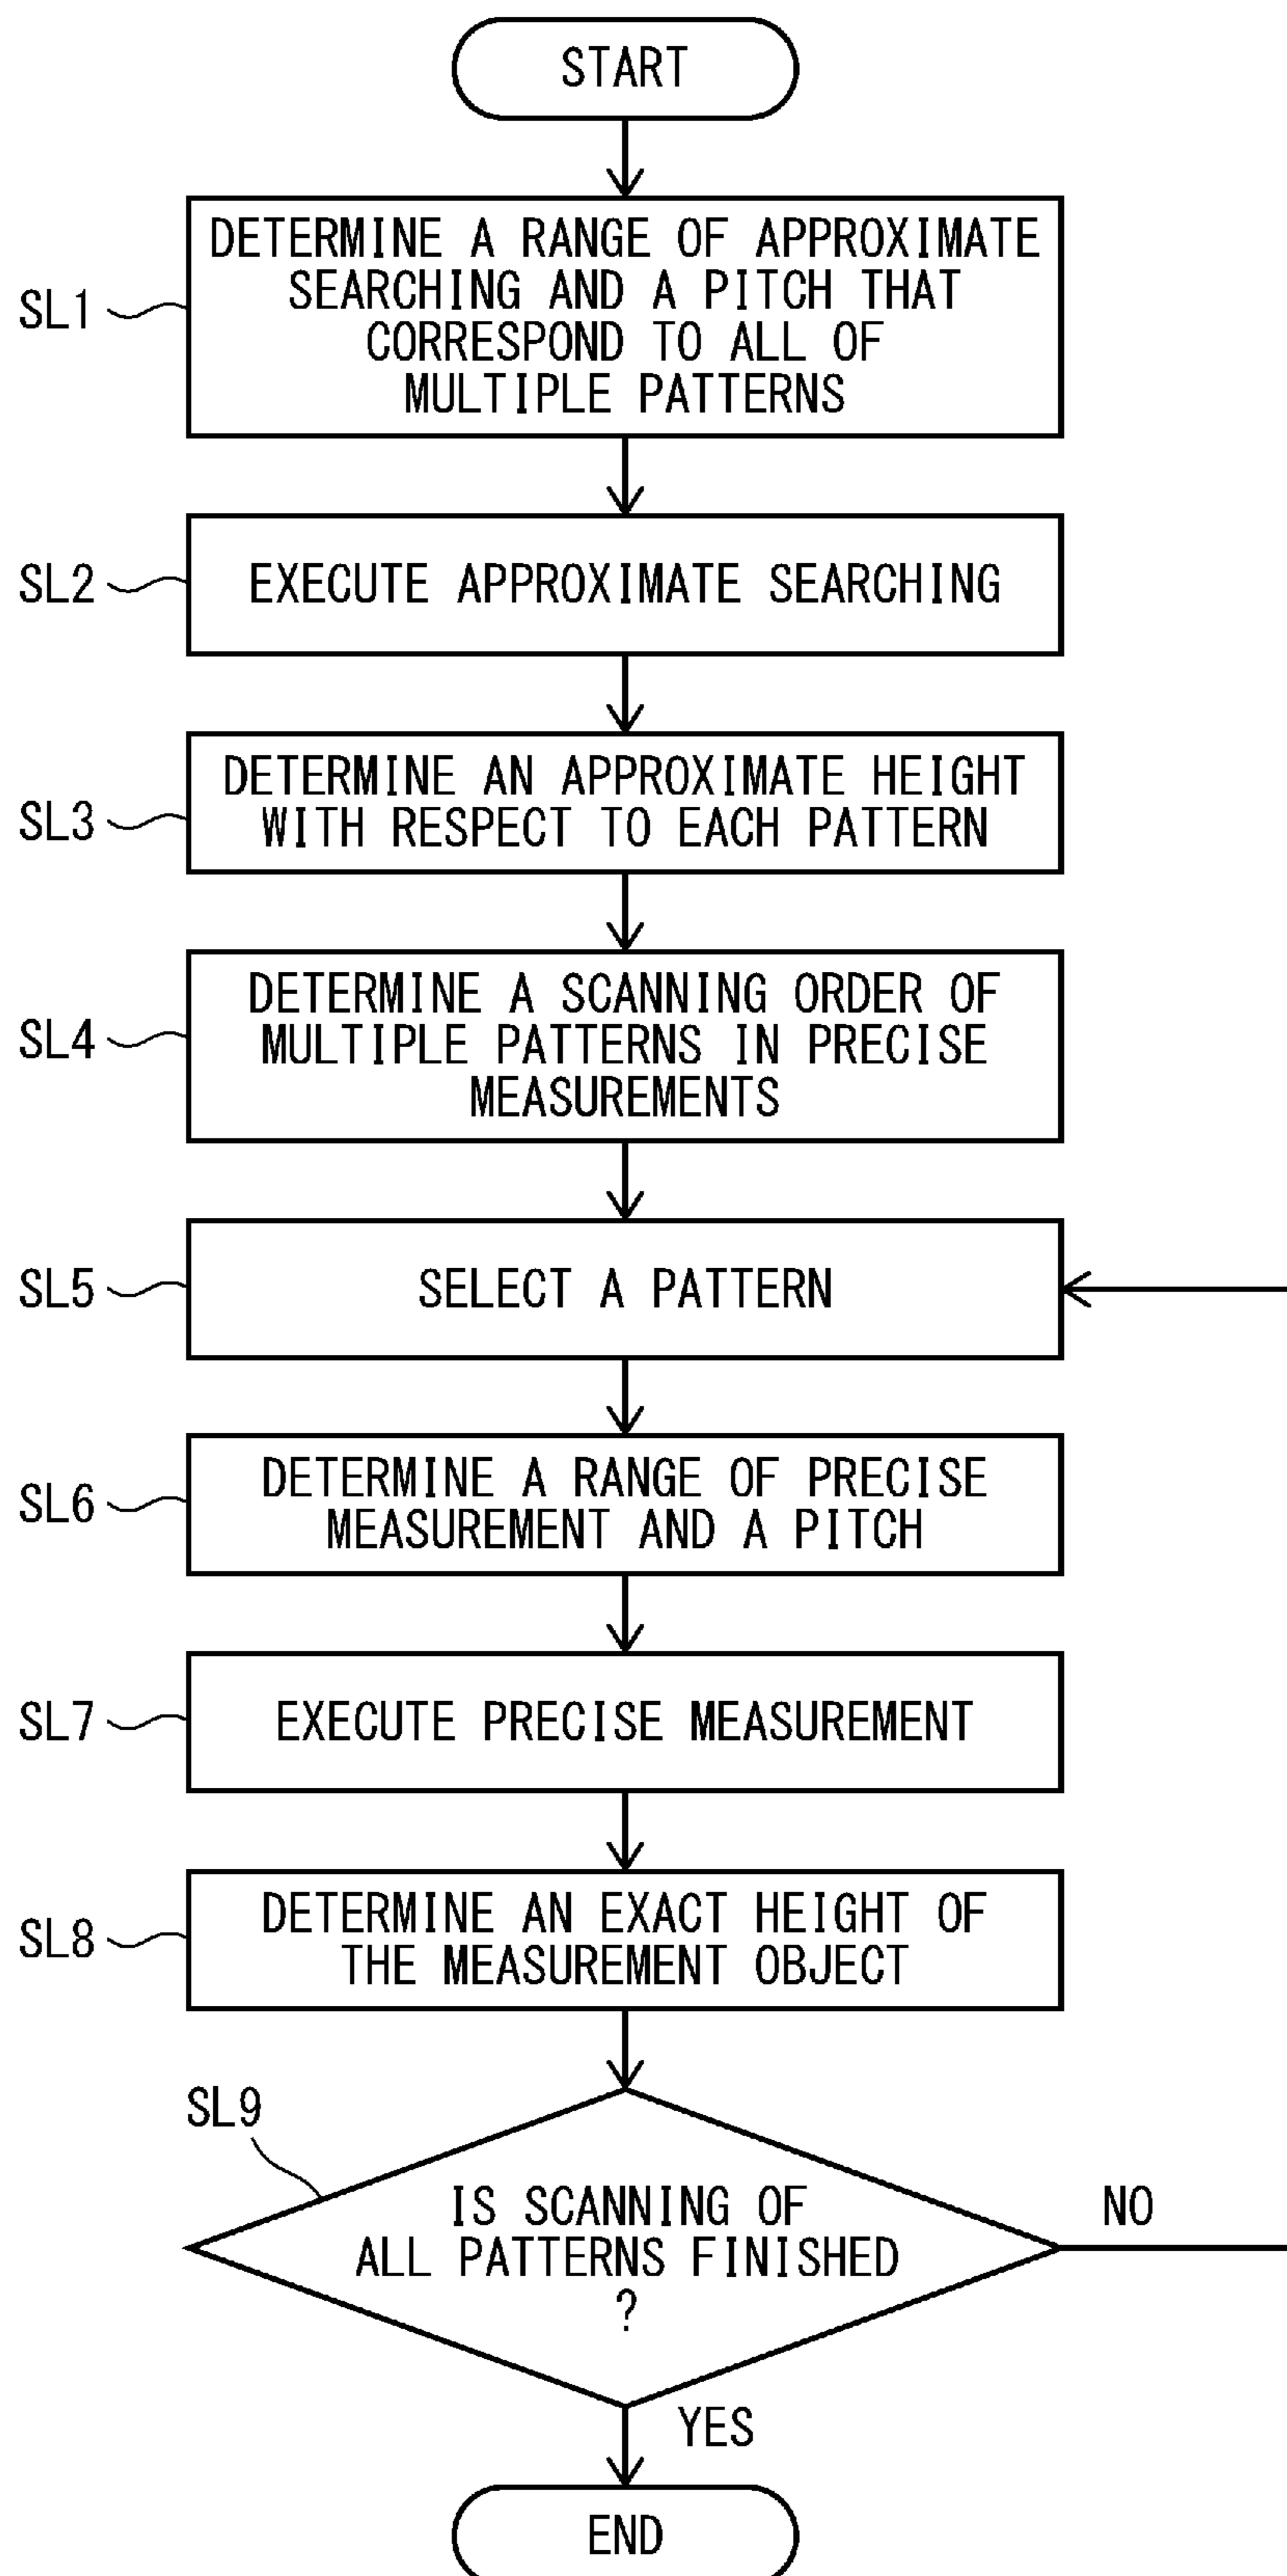 START
SL1
DETERMINE A RANGE OF APPROXIMATE
SEARCHING AND A PITCH THAT
CORRESPOND TO ALL OF
MULTIPLE PATTERNS
SL2
EXECUTE APPROXIMATE SEARCHING
SL3
DETERMINE AN APPROXIMATE HEIGHT
WITH RESPECT TO EACH PATTERN
SL4
DETERMINE A SCANNING ORDER OF
MULTIPLE PATTERNS IN PRECISE
MEASUREMENTS
SL5
SELECT A PATTERN
SL6
DETERMINE A RANGE OF PRECISE
MEASUREMENT AND A PITCH
SL7
EXECUTE PRECISE MEASUREMENT
SL8
DETERMINE AN EXACT HEIGHT OF
THE MEASUREMENT OBJECT
SL9
IS SCANNING OF
ALL PATTERNS FINISHED
?
NO
YES
END